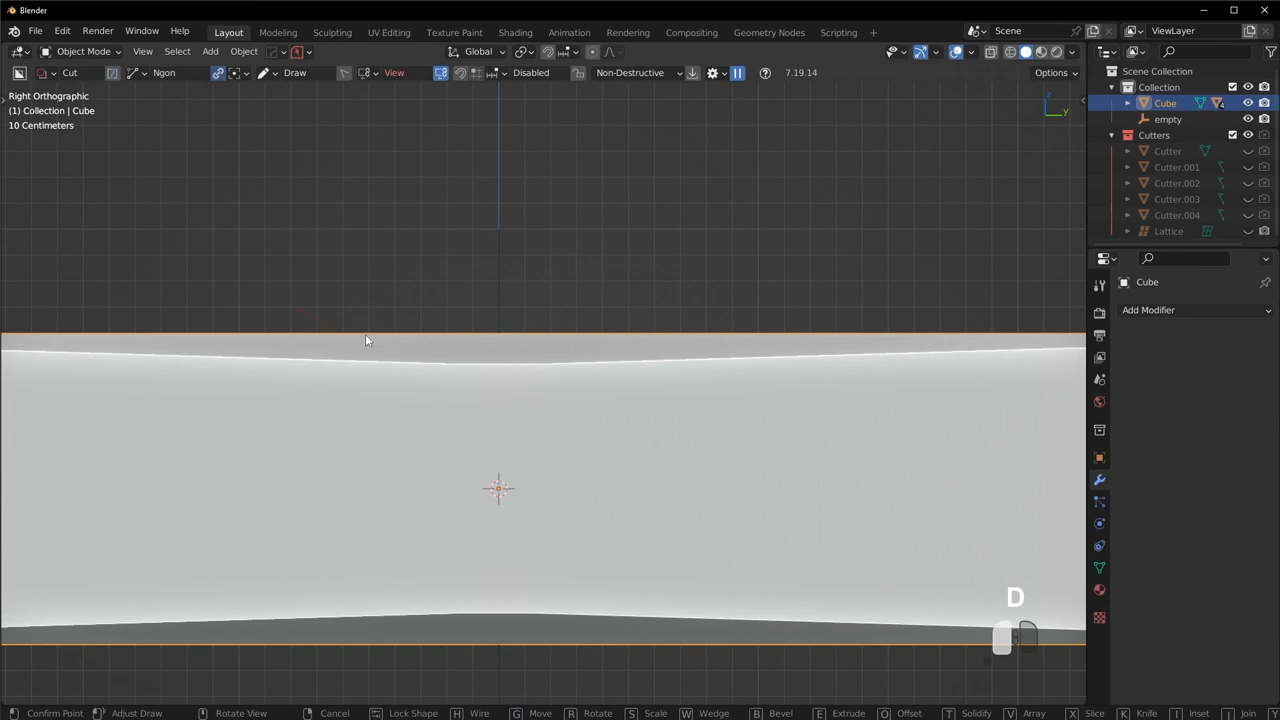 Blender
File Edit Render Window Help Layout Modeling Sculpting UV Editing Texture Paint Shading Animation Rendering Compositing Geometry Nodes Scripting Scene ViewLayer
Object Mode View Select Add Object Global
Cut Ngon Draw View Disabled Non-Destructive 7.19.14 Options
Right Orthographic
(1) Collection | Cube
10 Centimeters
z
y
Scene Collection
Collection
Cube 4
empty
Cutters
Cutter
Cutter.001
Cutter.002
Cutter.003
Cutter.004
Lattice
Cube
Add Modifier
D
Confirm Point Adjust Draw Rotate View Cancel Lock Shape H Wire G Move R Rotate S Scale W Wedge B Bevel E Extrude O Offset T Solidify V Array X Slice K Knife I Inset J Join Y